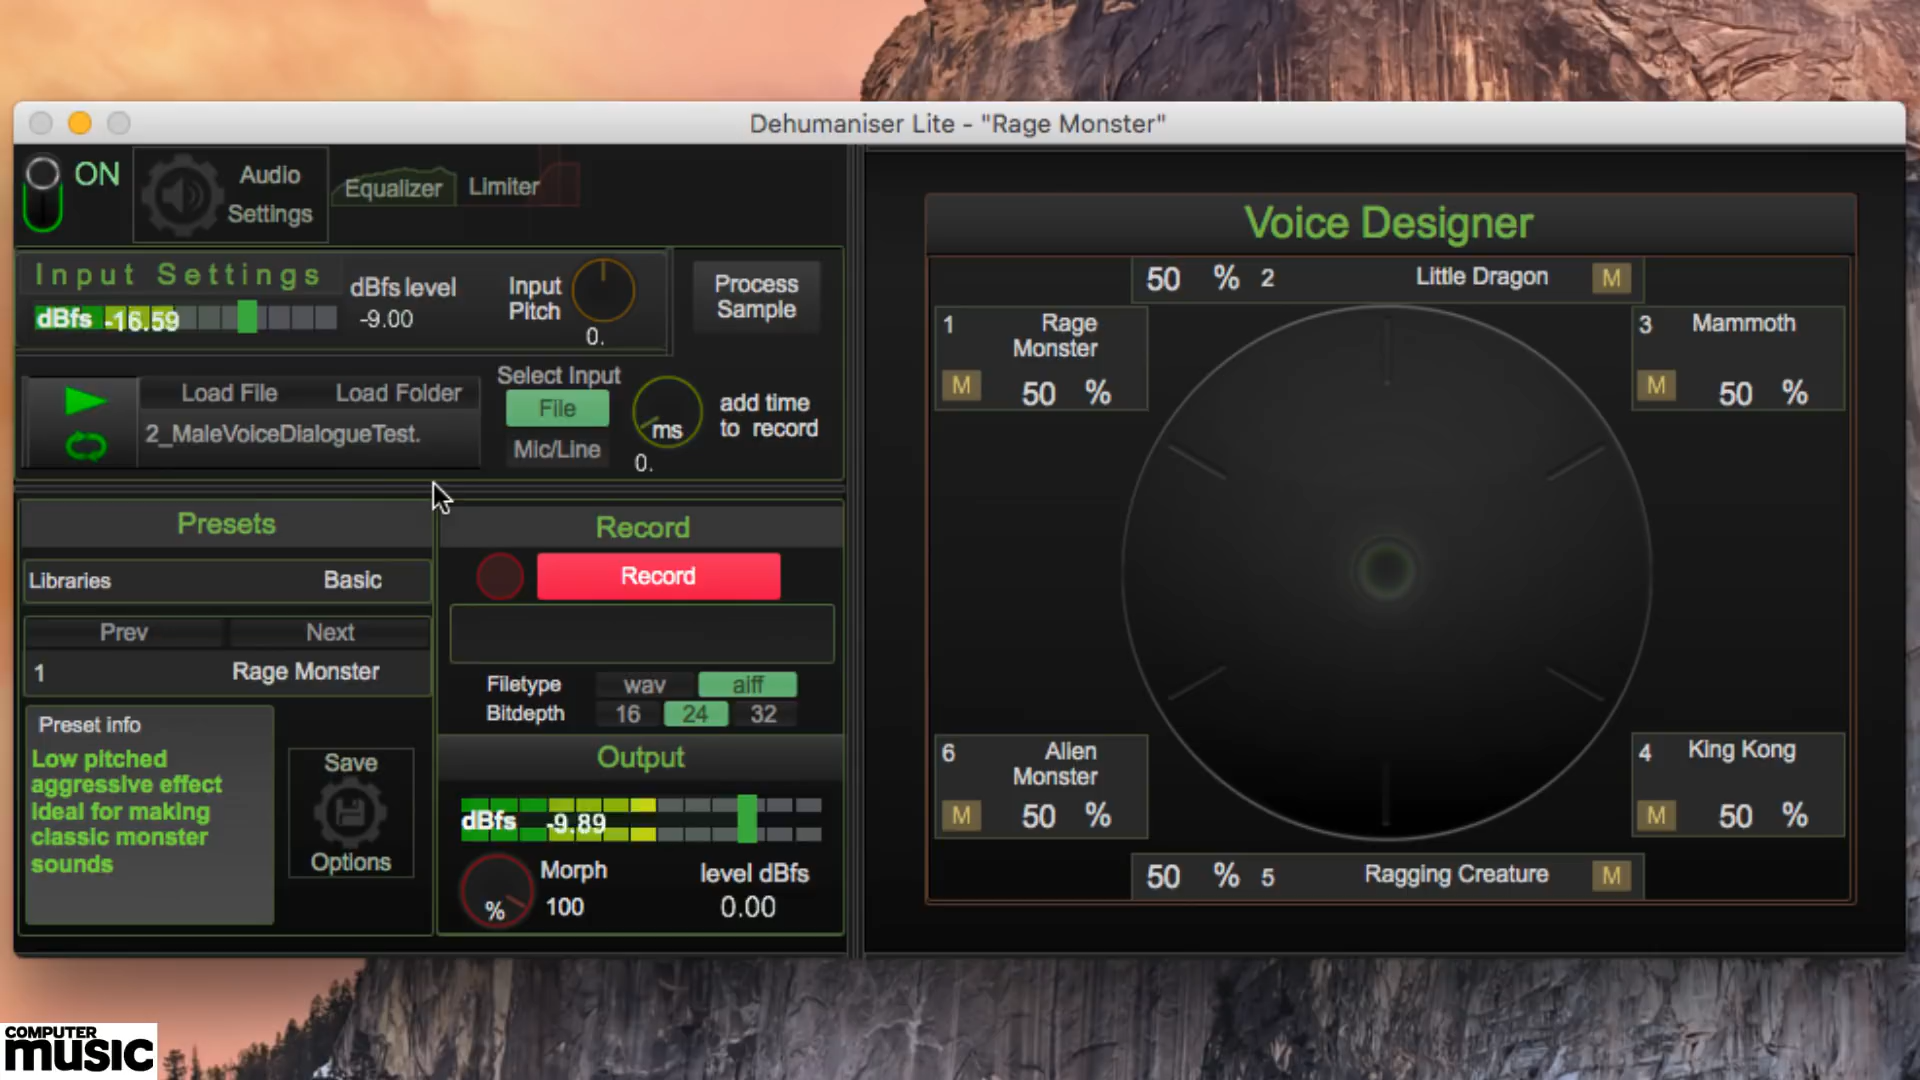 Dehumaniser Lite - "Rage Monster"
ON
Audio
Settings
Equalizer
Limiter
Input Settings
dBfs -16.59
dBfs level
-9.00
Input
Pitch
0.
Process
Sample
Load File
Load Folder
2_MaleVoiceDialogueTest.
Select Input
File
Mic/Line
ms
0.
add time
to record
Presets
Libraries
Basic
Prev
Next
1
Rage Monster
Preset info
Low pitched
aggressive effect
ideal for making
classic monster
sounds
Save
Options
Record
Record
Filetype
wav
aiff
Bitdepth
16
24
32
Output
dBfs -9.89
%
Morph
100
level dBfs
0.00
Voice Designer
50 % 2 Little Dragon M
1 Rage
Monster
M 50 %
3 Mammoth
M 50 %
6 Alien
Monster
M 50 %
4 King Kong
M 50 %
50 % 5 Ragging Creature M
COMPUTER
music